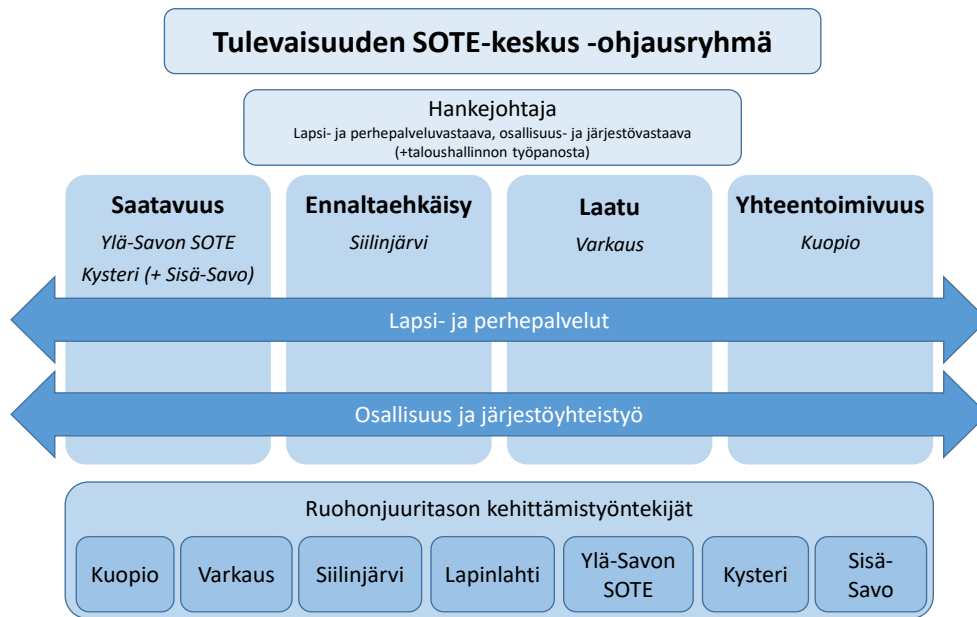 Tulevaisuuden SOTE-keskus -ohjausryhmä
Hankejohtaja
Lapsi- ja perhepalveluvastaava, osallisuus- ja järjestövastaava
(+taloushallinnon työpanosta)
Saatavuus
Ylä-Savon SOTE
Kysteri (+ Sisä-Savo)
Ennaltaehkäisy
Siilinjärvi
Laatu
Varkaus
Yhteentoimivuus
Kuopio
Lapsi- ja perhepalvelut
Osallisuus ja järjestöyhteistyö
Ruohonjuuritason kehittämistyöntekijät
Kuopio
Varkaus
Siilinjärvi
Lapinlahti
Ylä-Savon
SOTE
Kysteri
Sisä-
Savo